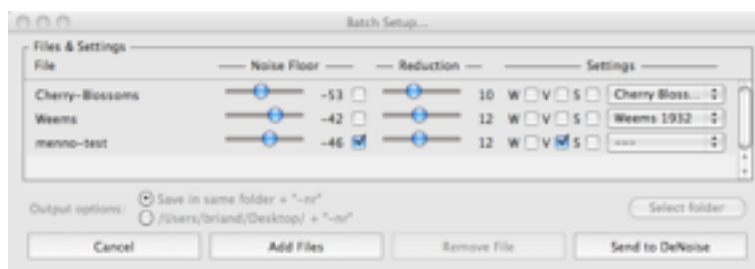 Batch Setup...
Files & Settings
File Noise Floor Reduction Settings
Cherry-Blossoms -53 10 W V S Cherry Bloss...
Weems -42 12 W V S Weems 1932
menno-test -46 12 W V S ---
Output options: Save in same folder + "-nr"
/Users/briand/Desktop/ + "-nr" Select folder
Cancel Add Files Remove File Send to DeNoise